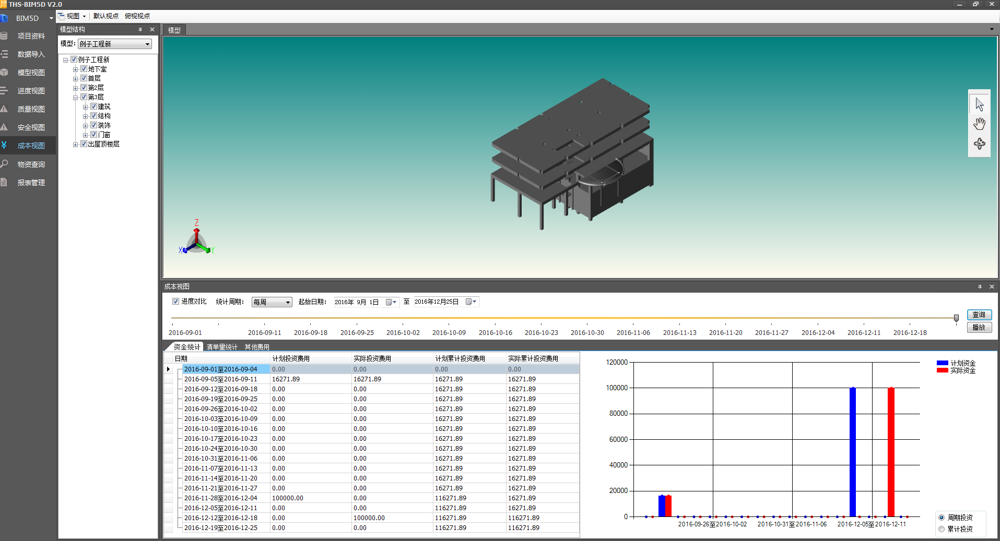 THS-BIM5D V2.0
BIM5D
视图 默认视点 俯视视点
项目资料
数据导入
模型视图
进度视图
质量视图
安全视图
¥ 成本视图
物资查询
报表管理
模型结构
模型: 例子工程新
例子工程新
地下室
首层
第2层
第3层
建筑
结构
装饰
门窗
出屋顶楼层
模型
Z
X
Y
成本视图
进度对比 统计周期: 每周 起始日期: 2016年 9月 1日 至 2016年12月25日
查询
播放
2016-09-01 2016-09-11 2016-09-18 2016-09-25 2016-10-02 2016-10-09 2016-10-16 2016-10-23 2016-10-30 2016-11-06 2016-11-13 2016-11-20 2016-11-27 2016-12-04 2016-12-11 2016-12-18
资金统计 清单里统计 其他费用
日期 计划投资费用 实际投资费用 计划累计投资费用 实际累计投资费用
2016-09-01至2016-09-04 0.00 0.00 0.00 0.00
2016-09-05至2016-09-11 16271.89 16271.89 16271.89 16271.89
2016-09-12至2016-09-18 0.00 0.00 16271.89 16271.89
2016-09-19至2016-09-25 0.00 0.00 16271.89 16271.89
2016-09-26至2016-10-02 0.00 0.00 16271.89 16271.89
2016-10-03至2016-10-09 0.00 0.00 16271.89 16271.89
2016-10-10至2016-10-16 0.00 0.00 16271.89 16271.89
2016-10-17至2016-10-23 0.00 0.00 16271.89 16271.89
2016-10-24至2016-10-30 0.00 0.00 16271.89 16271.89
2016-10-31至2016-11-06 0.00 0.00 16271.89 16271.89
2016-11-07至2016-11-13 0.00 0.00 16271.89 16271.89
2016-11-14至2016-11-20 0.00 0.00 16271.89 16271.89
2016-11-21至2016-11-27 0.00 0.00 16271.89 16271.89
2016-11-28至2016-12-04 100000.00 0.00 116271.89 16271.89
2016-12-05至2016-12-11 0.00 0.00 116271.89 16271.89
2016-12-12至2016-12-18 0.00 100000.00 116271.89 116271.89
2016-12-19至2016-12-25 0.00 0.00 116271.89 116271.89
120000
100000
80000
60000
40000
20000
0
2016-09-26至2016-10-02 2016-10-31至2016-11-06 2016-12-05至2016-12-11
计划资金
实际资金
周期投资
累计投资